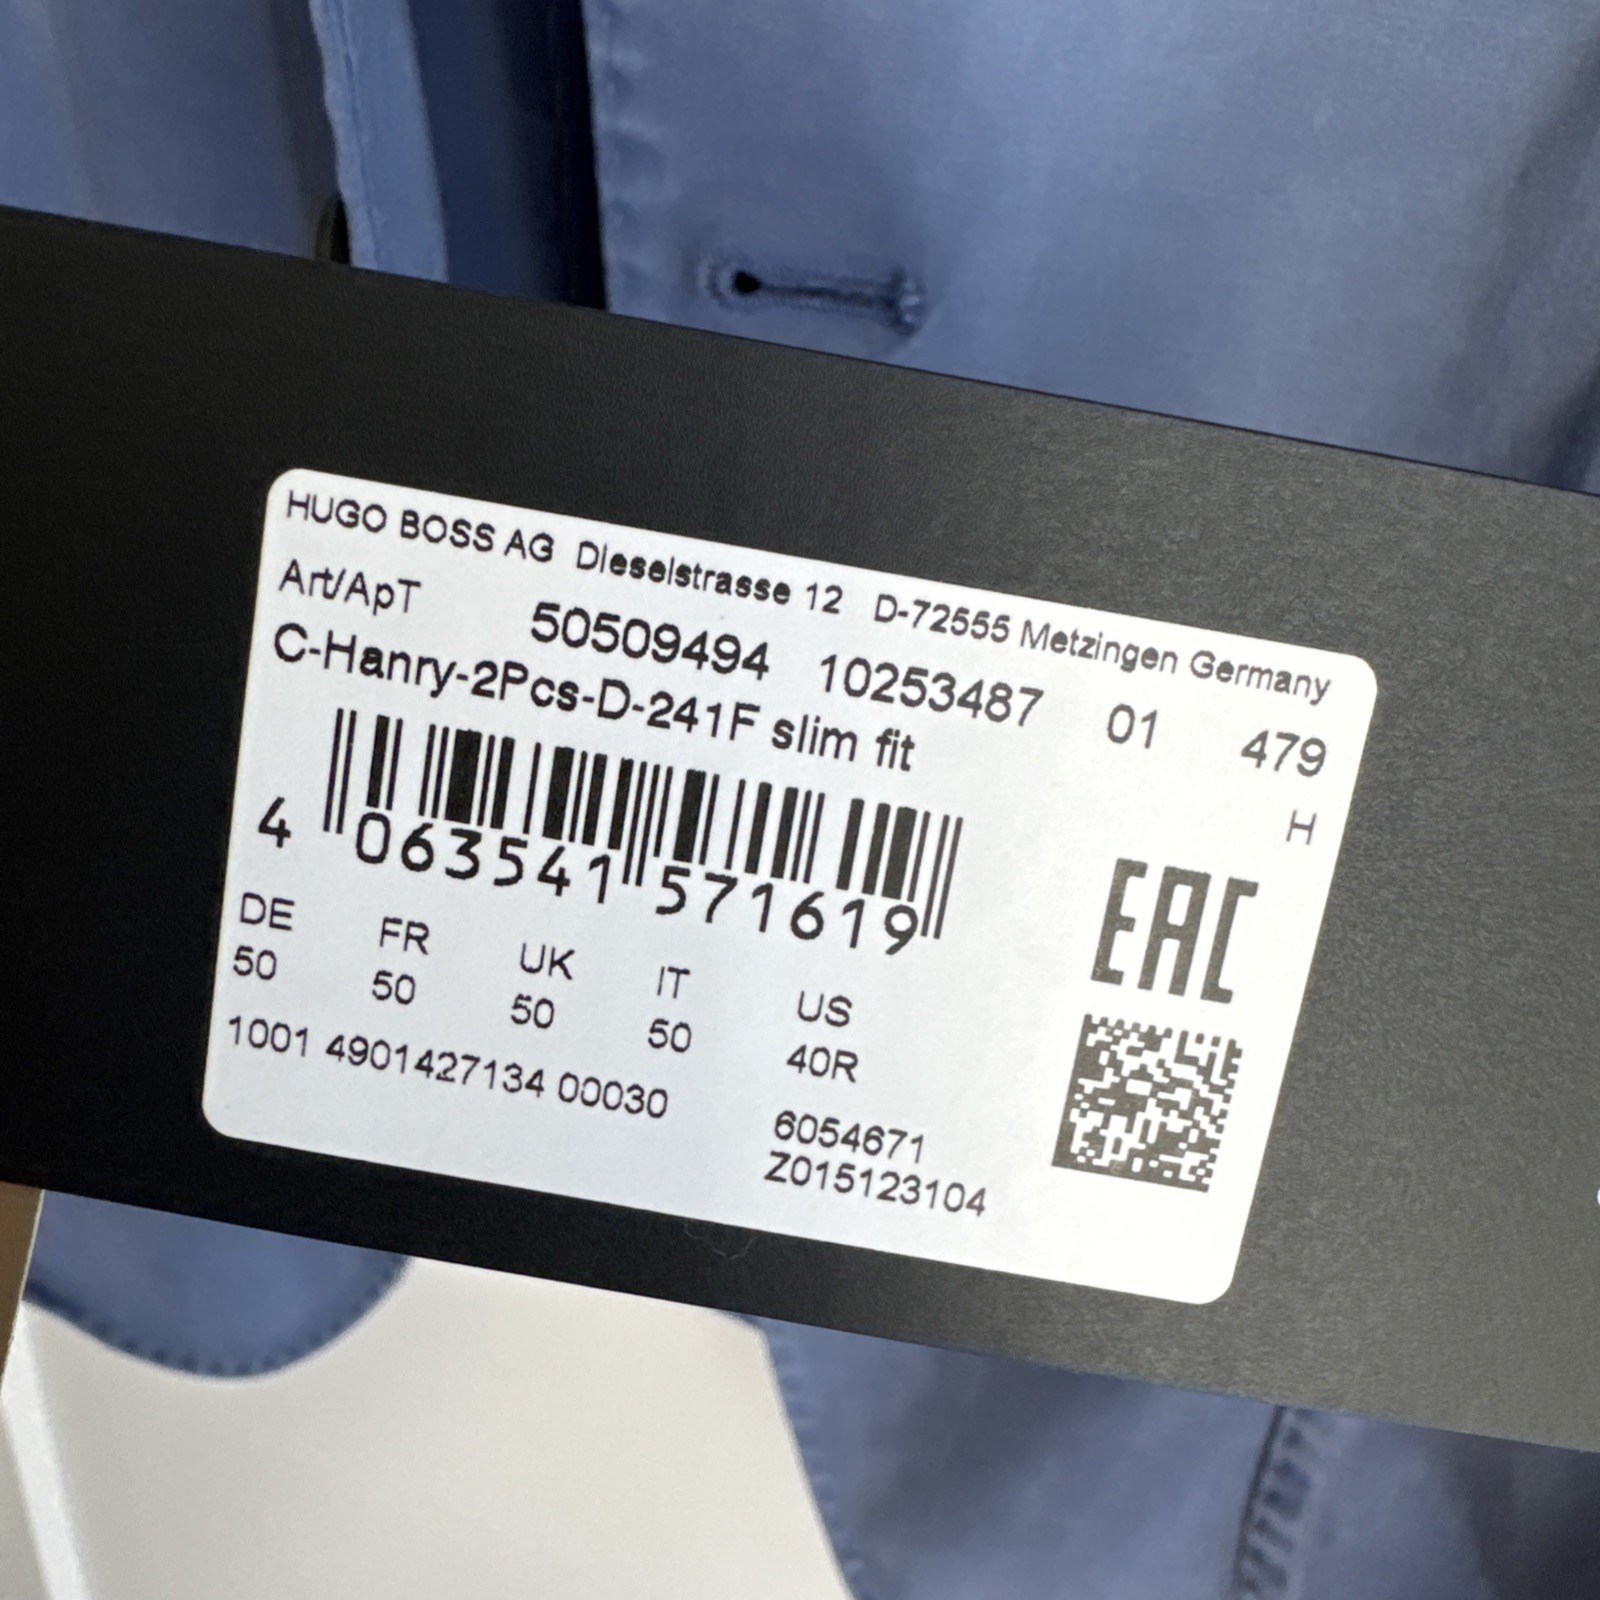 HUGO BOSS AG Dieselstrasse 12 D-72555 Metzingen Germany
Art/ApT 50509494 10253487 01 479
C-Hanry-2Pcs-D-241F slim fit
H
4 063541 571619
EAC
DE FR UK IT US
50 50 50 50 40R
1001 4901427134 00030
6054671
Z015123104